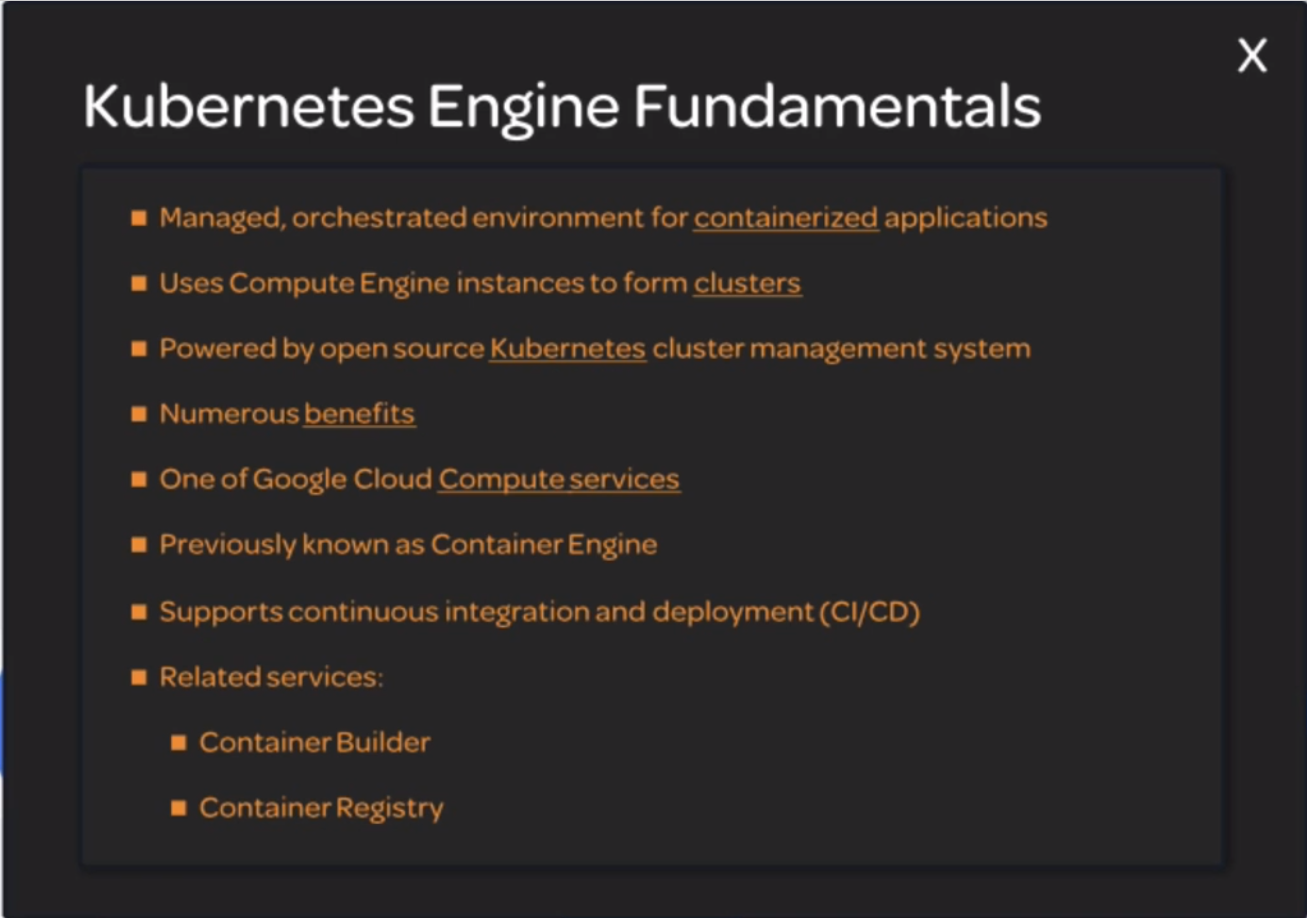 X
Kubernetes Engine Fundamentals
Managed, orchestrated environment for containerized applications
Uses Compute Engine instances to form clusters
Powered by open source Kubernetes cluster management system
Numerous benefits
One of Google Cloud Compute services
Previously known as Container Engine
Supports continuous integration and deployment (CI/CD)
Related services:
Container Builder
Container Registry